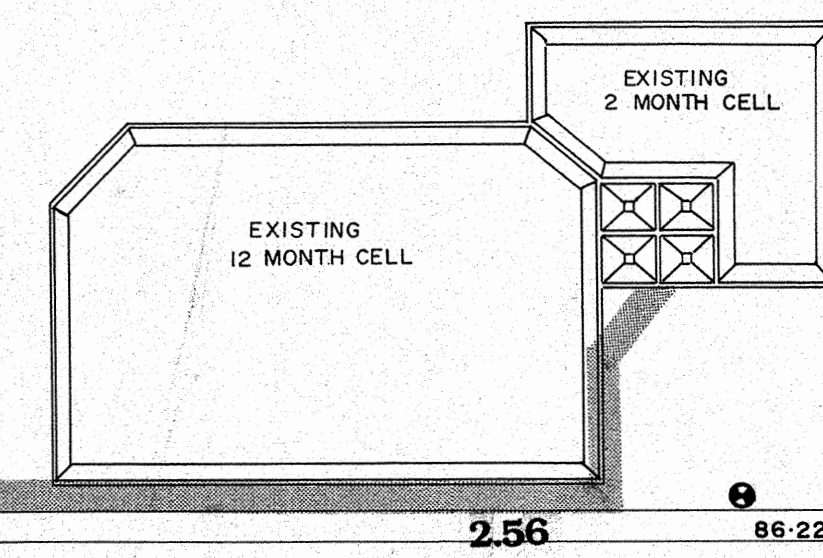 EXISTING
2 MONTH CELL
EXISTING
12 MONTH CELL
2.56
86-22